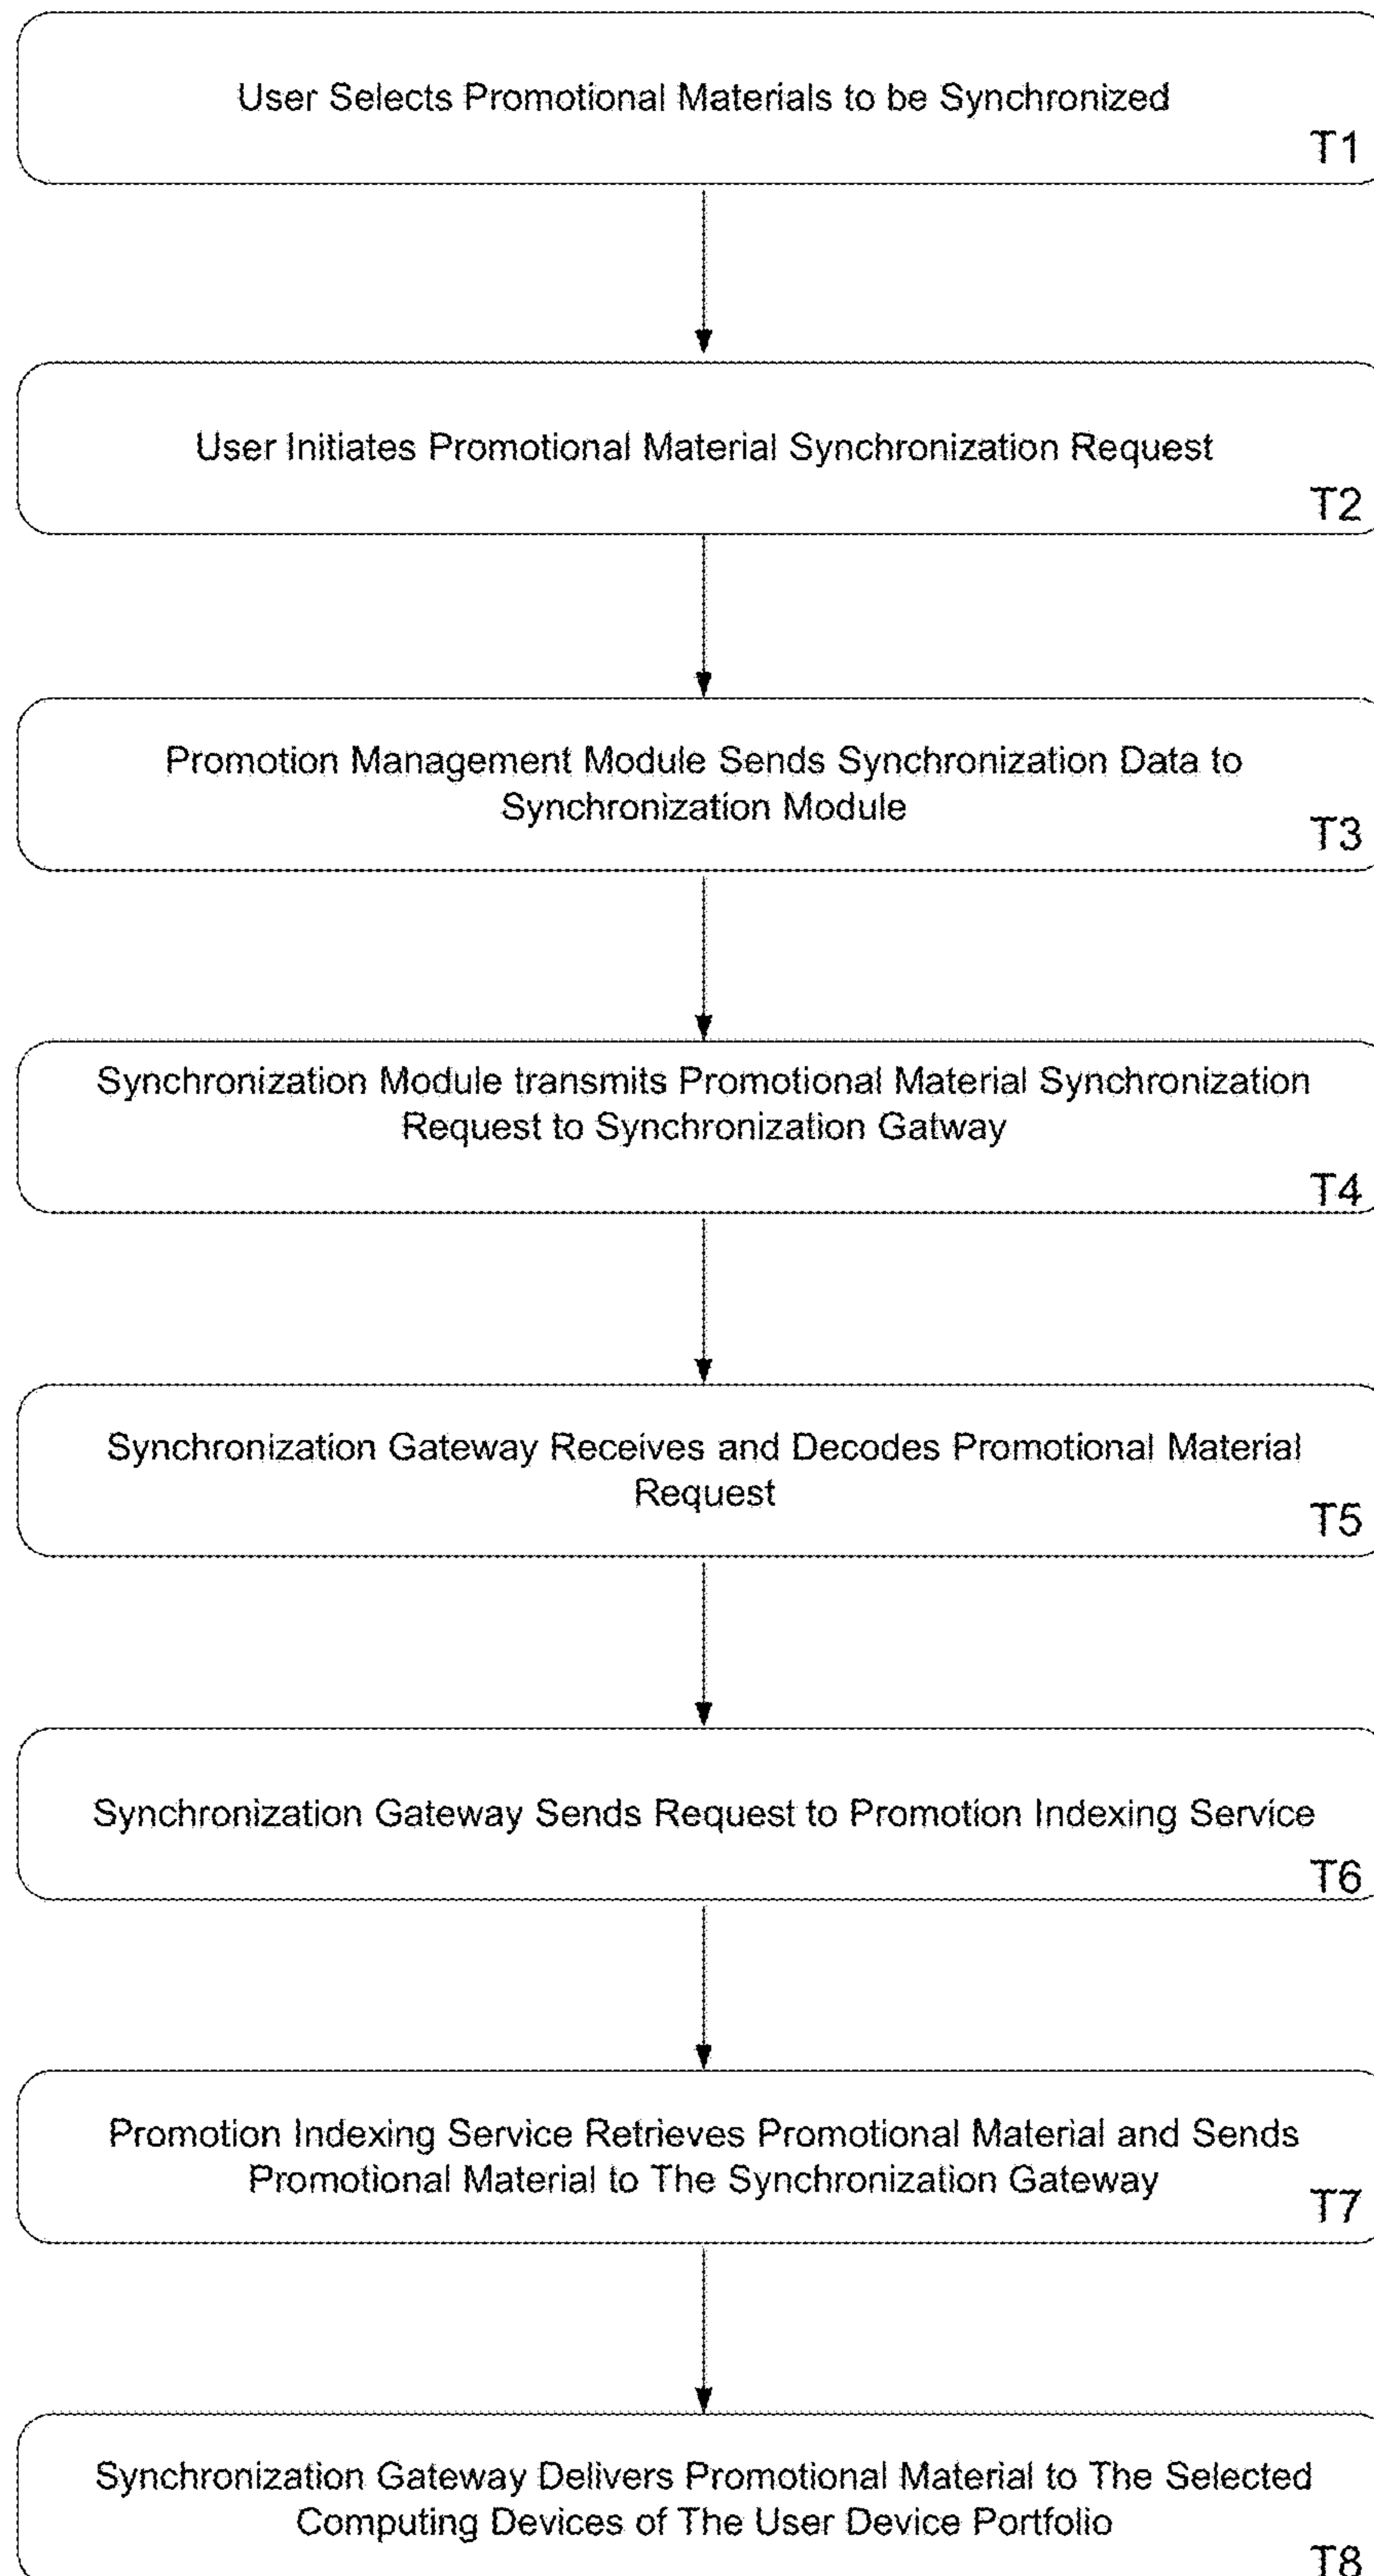 User Selects Promotional Materials to be Synchronized
T1
User Initiates Promotional Material Synchronization Request
T2
Promotion Management Module Sends Synchronization Data to
Synchronization Module
T3
Synchronization Module transmits Promotional Material Synchronization
Request to Synchronization Gatway
T4
Synchronization Gateway Receives and Decodes Promotional Material
Request
T5
Synchronization Gateway Sends Request to Promotion Indexing Service
T6
Promotion Indexing Service Retrieves Promotional Material and Sends
Promotional Material to The Synchronization Gateway
T7
Synchronization Gateway Delivers Promotional Material to The Selected
Computing Devices of The User Device Portfolio
T8